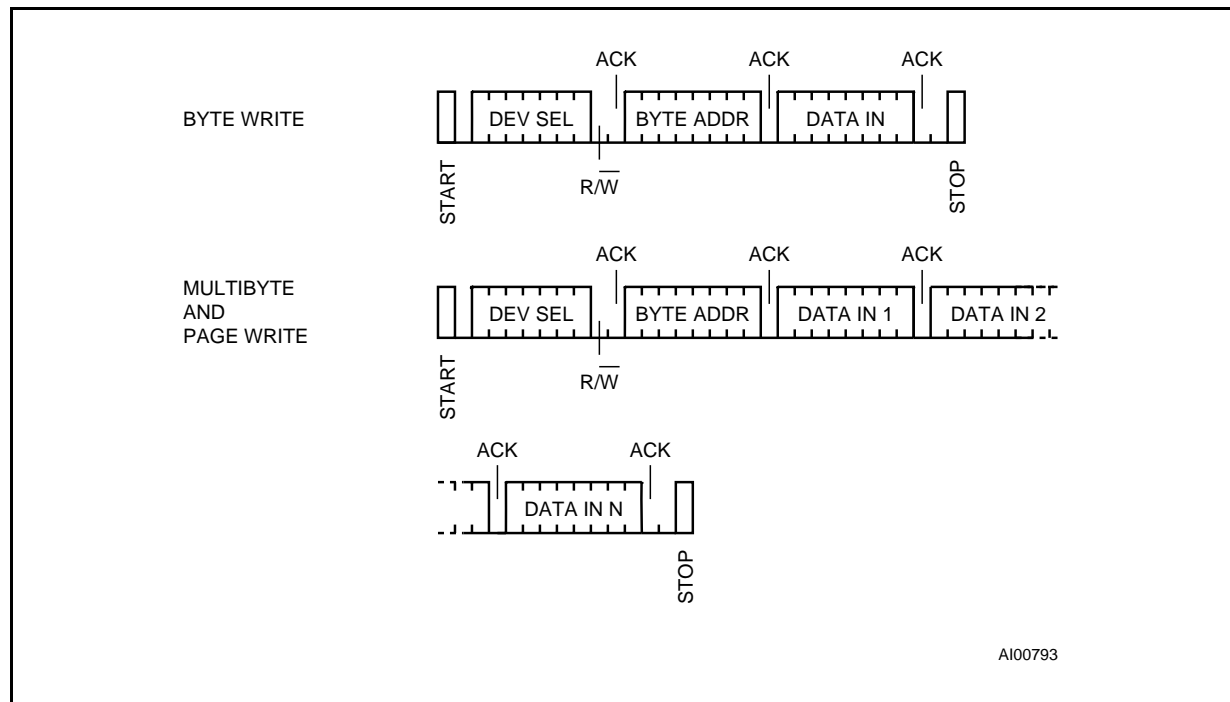 ACK ACK ACK
BYTE WRITE DEV SEL BYTE ADDR DATA IN
R/W̅
START STOP
ACK ACK ACK
MULTIBYTE
AND
PAGE WRITE
DEV SEL BYTE ADDR DATA IN 1 DATA IN 2
R/W̅
START
ACK ACK
DATA IN N
STOP
AI00793